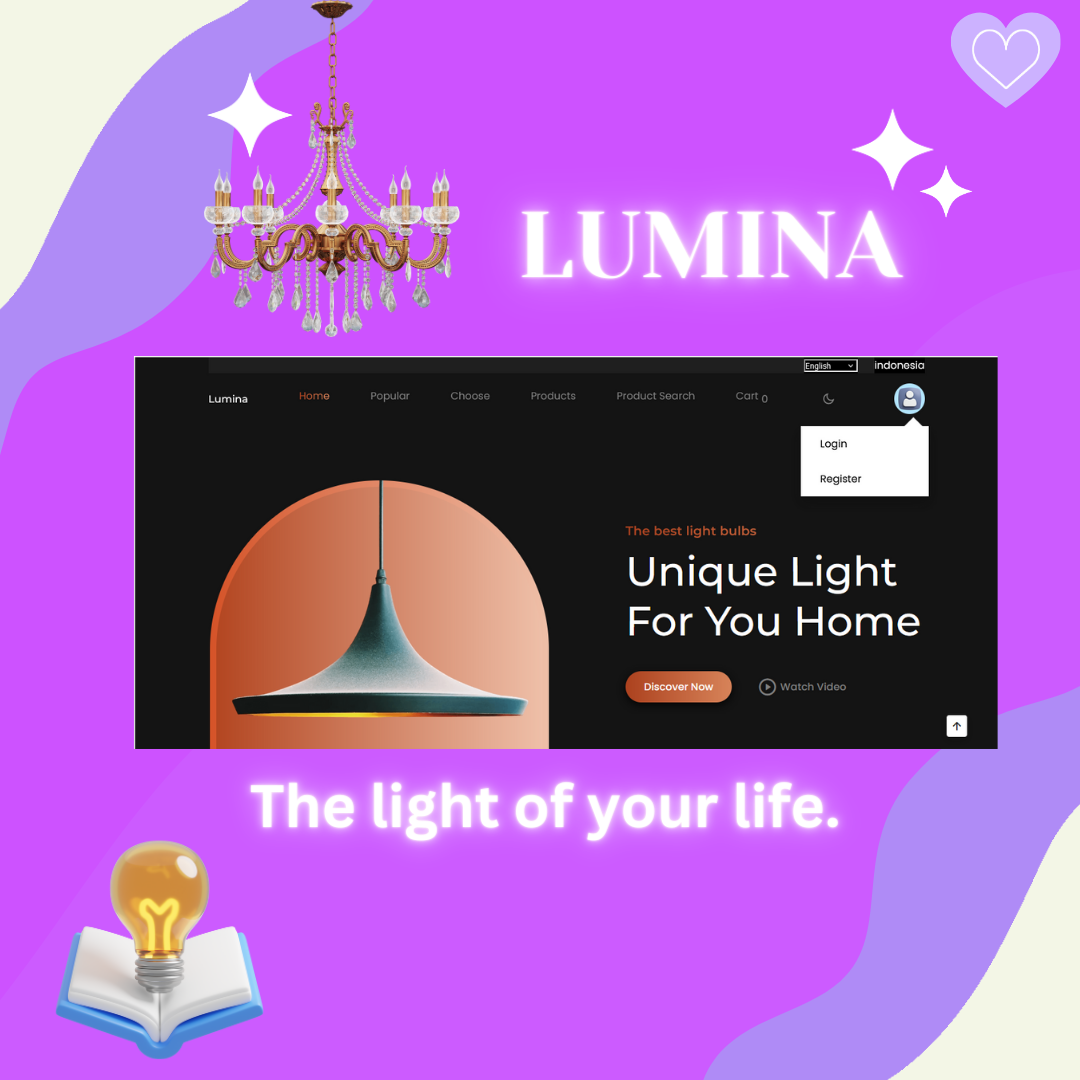 LUMINA
English
indonesia
Lumina
Home
Popular
Choose
Products
Product Search
Cart 0
Login
Register
The best light bulbs
Unique Light
For You Home
Discover Now
Watch Video
The light of your life.